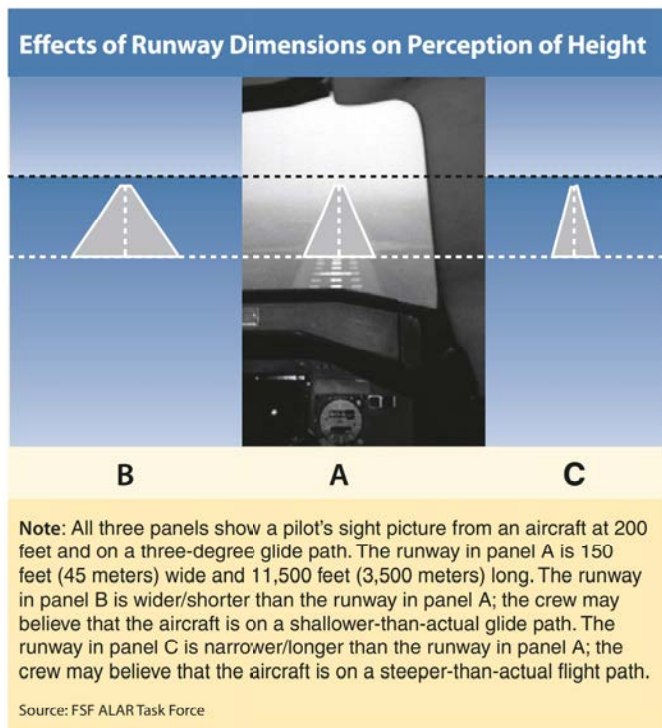 Effects of Runway Dimensions on Perception of Height
B
A
C
Note: All three panels show a pilot's sight picture from an aircraft at 200
feet and on a three-degree glide path. The runway in panel A is 150
feet (45 meters) wide and 11,500 feet (3,500 meters) long. The runway
in panel B is wider/shorter than the runway in panel A; the crew may
believe that the aircraft is on a shallower-than-actual glide path. The
runway in panel C is narrower/longer than the runway in panel A; the
crew may believe that the aircraft is on a steeper-than-actual flight path.
Source: FSF ALAR Task Force